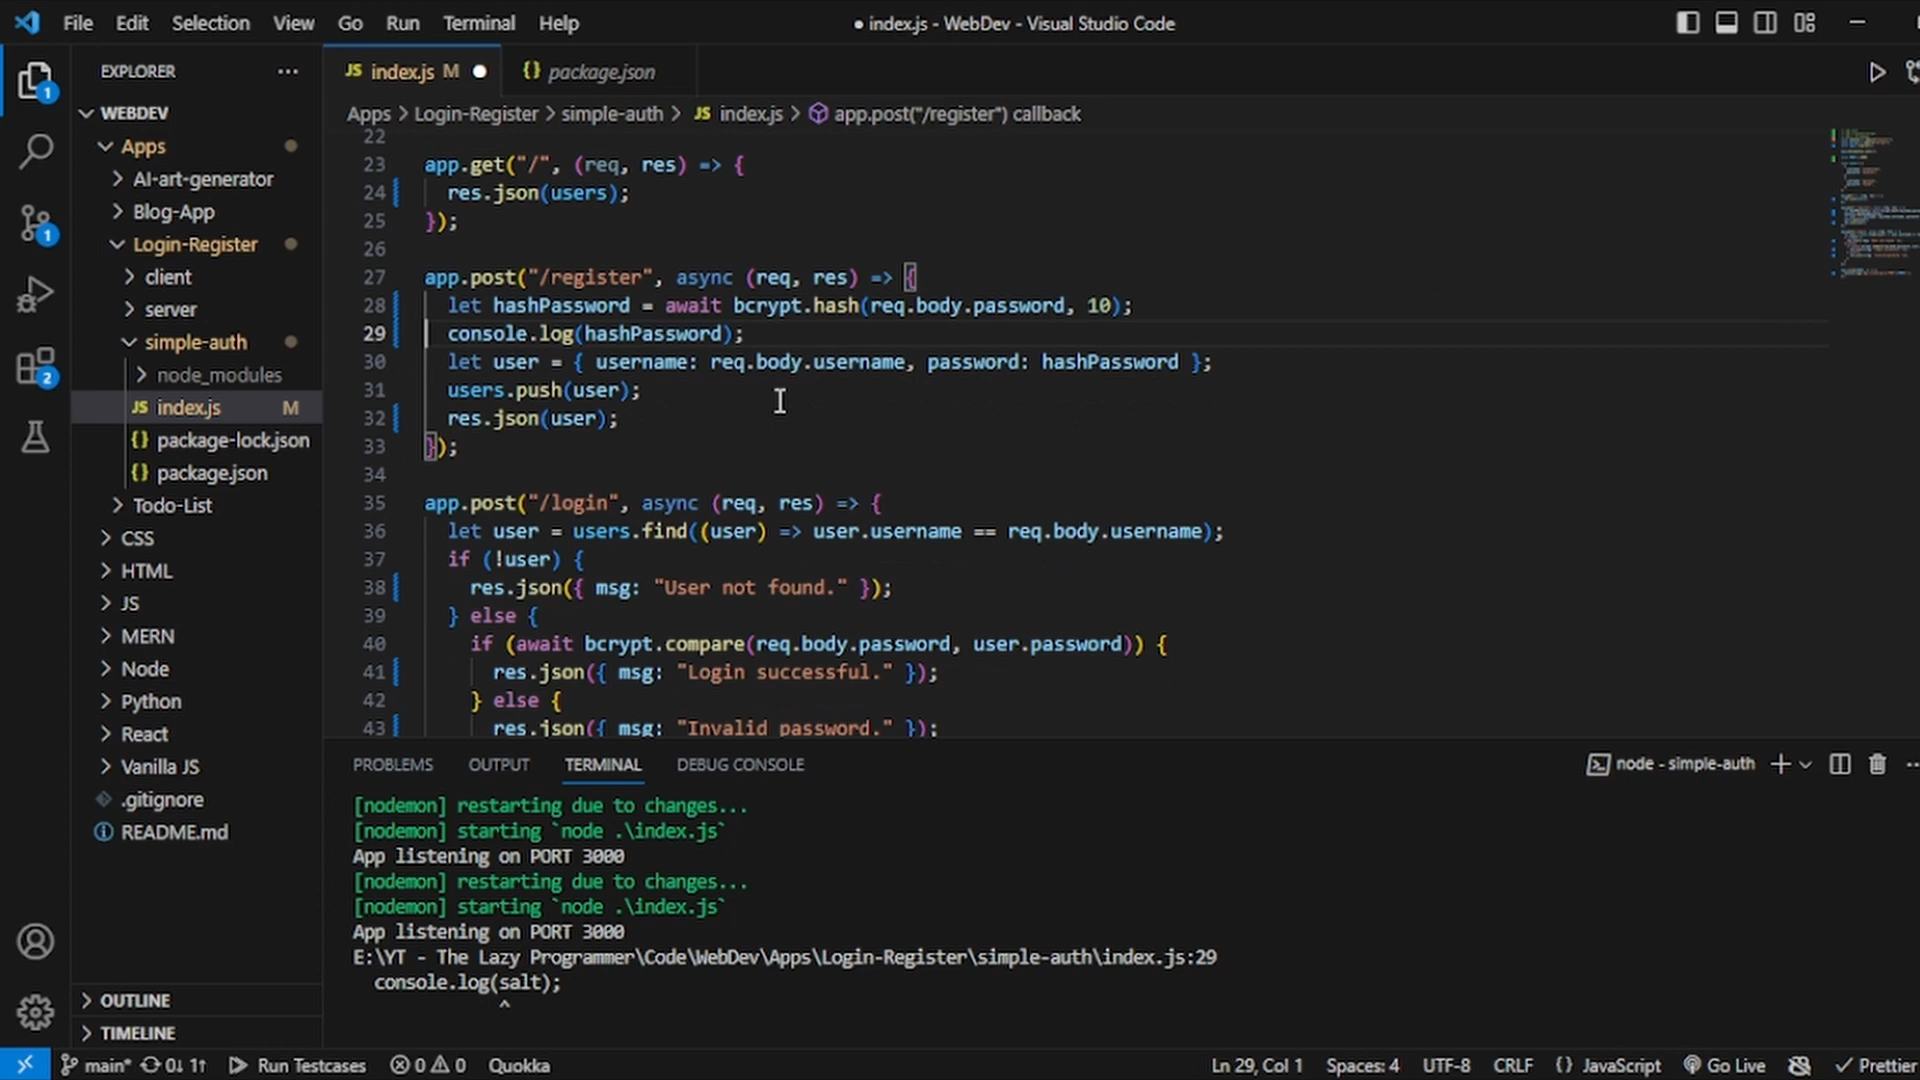 File Edit Selection View Go Run Terminal Help
● index.js - WebDev - Visual Studio Code
EXPLORER ...
JS index.js M ●
{} package.json
WEBDEV
Apps > Login-Register > simple-auth > JS index.js > app.post("/register") callback
Apps
AI-art-generator
Blog-App
Login-Register
client
server
simple-auth
node_modules
JS index.js M
{} package-lock.json
{} package.json
Todo-List
CSS
HTML
JS
MERN
Node
Python
React
Vanilla JS
.gitignore
README.md
OUTLINE
TIMELINE
1
1
2
22
23 app.get("/", (req, res) => {
24 res.json(users);
25 });
26
27 app.post("/register", async (req, res) => {
28 let hashPassword = await bcrypt.hash(req.body.password, 10);
29 console.log(hashPassword);
30 let user = { username: req.body.username, password: hashPassword };
31 users.push(user);
32 res.json(user);
33 });
34
35 app.post("/login", async (req, res) => {
36 let user = users.find((user) => user.username == req.body.username);
37 if (!user) {
38 res.json({ msg: "User not found." });
39 } else {
40 if (await bcrypt.compare(req.body.password, user.password)) {
41 res.json({ msg: "Login successful." });
42 } else {
43 res.json({ msg: "Invalid password." });
PROBLEMS OUTPUT TERMINAL DEBUG CONSOLE
node - simple-auth
[nodemon] restarting due to changes...
[nodemon] starting `node .\index.js`
App listening on PORT 3000
[nodemon] restarting due to changes...
[nodemon] starting `node .\index.js`
App listening on PORT 3000
E:\YT - The Lazy Programmer\Code\WebDev\Apps\Login-Register\simple-auth\index.js:29
console.log(salt);
^
main* 0↓ 1↑ Run Testcases 0 0 Quokka
Ln 29, Col 1 Spaces: 4 UTF-8 CRLF {} JavaScript Go Live Prettier